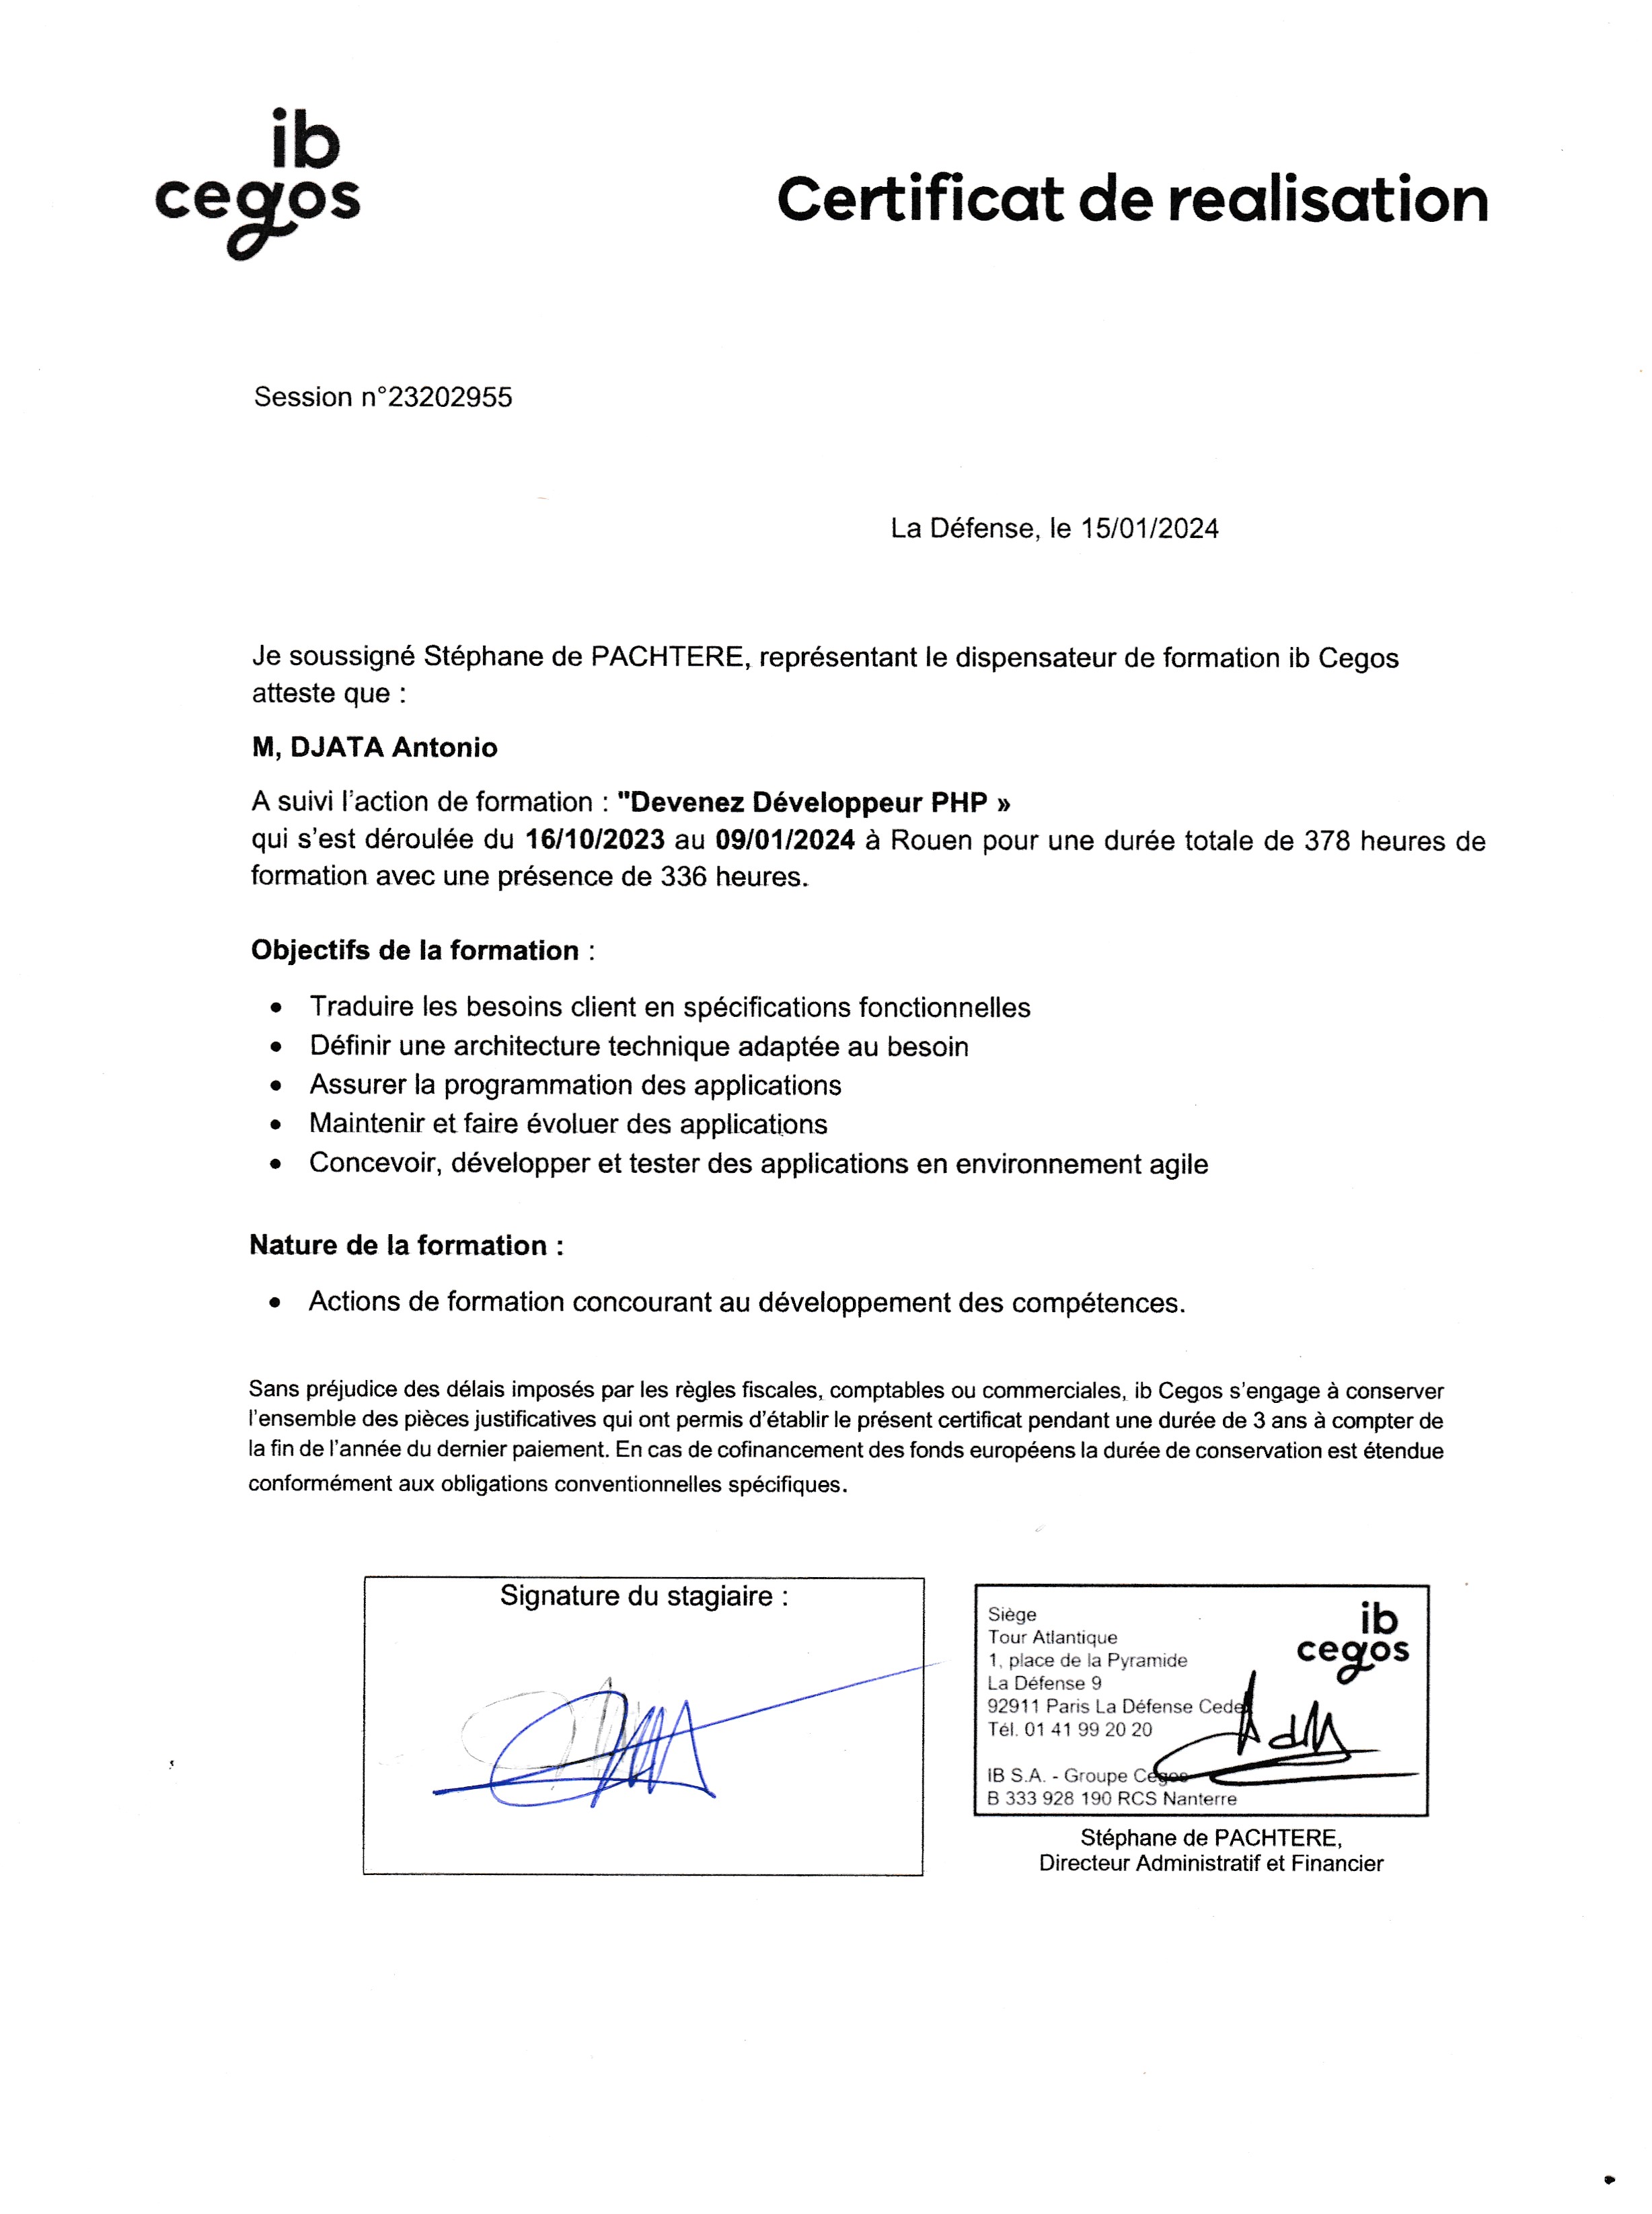 ib
cegos
Certificat de realisation
Session n°23202955
La Défense, le 15/01/2024
Je soussigné Stéphane de PACHTERE, représentant le dispensateur de formation ib Cegos
atteste que :
M, DJATA Antonio
A suivi l'action de formation : "Devenez Développeur PHP »
qui s'est déroulée du 16/10/2023 au 09/01/2024 à Rouen pour une durée totale de 378 heures de
formation avec une présence de 336 heures.
Objectifs de la formation :
• Traduire les besoins client en spécifications fonctionnelles
• Définir une architecture technique adaptée au besoin
• Assurer la programmation des applications
• Maintenir et faire évoluer des applications
• Concevoir, développer et tester des applications en environnement agile
Nature de la formation :
• Actions de formation concourant au développement des compétences.
Sans préjudice des délais imposés par les règles fiscales, comptables ou commerciales, ib Cegos s'engage à conserver
l'ensemble des pièces justificatives qui ont permis d'établir le présent certificat pendant une durée de 3 ans à compter de
la fin de l'année du dernier paiement. En cas de cofinancement des fonds européens la durée de conservation est étendue
conformément aux obligations conventionnelles spécifiques.
Signature du stagiaire :
Siège
Tour Atlantique
1, place de la Pyramide
La Défense 9
92911 Paris La Défense Cedex
Tél. 01 41 99 20 20
IB S.A. - Groupe Cegos
B 333 928 190 RCS Nanterre
ib
cegos
Stéphane de PACHTERE,
Directeur Administratif et Financier